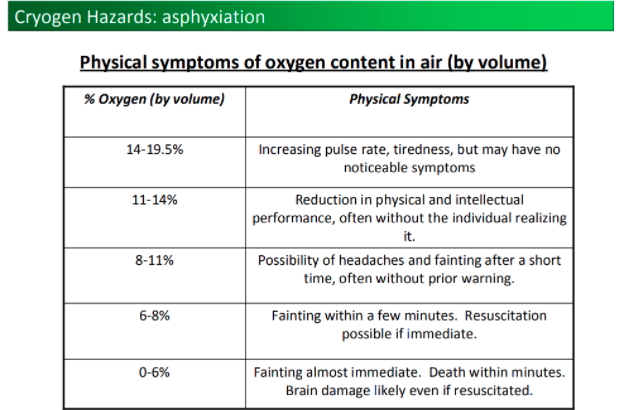 Cryogen Hazards: asphyxiation
Physical symptoms of oxygen content in air (by volume)
% Oxygen (by volume)
Physical Symptoms
14-19.5%
Increasing pulse rate, tiredness, but may have no
noticeable symptoms
11-14%
Reduction in physical and intellectual
performance, often without the individual realizing
it.
8-11%
Possibility of headaches and fainting after a short
time, often without prior warning.
6-8%
Fainting within a few minutes.  Resuscitation
possible if immediate.
0-6%
Fainting almost immediate.  Death within minutes.
Brain damage likely even if resuscitated.